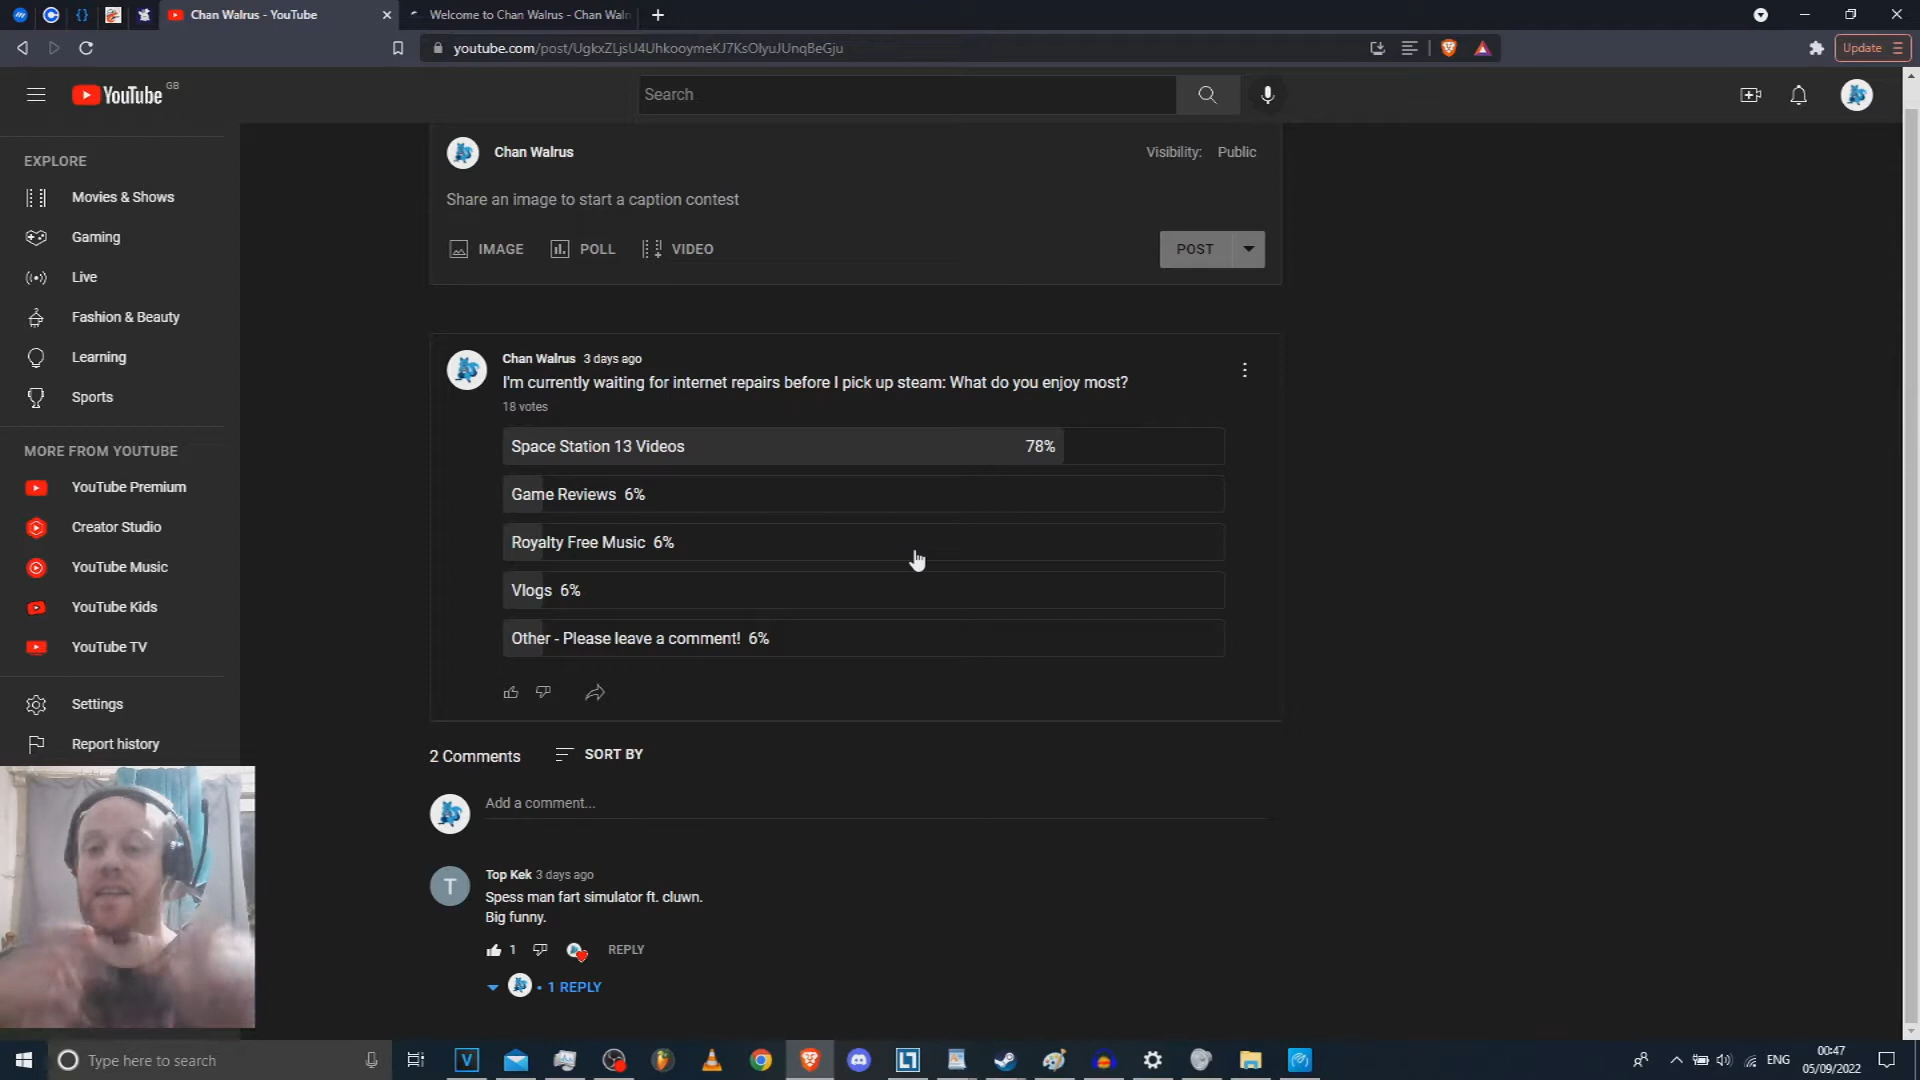 Chan Walrus - YouTube
Welcome to Chan Walrus - Chan Walr
youtube.com/post/UgkxZLjsU4UhkooymeKJ7KsOlyuJUnqBeGju
Update
YouTube GB
Search
EXPLORE
Movies & Shows
Gaming
Live
Fashion & Beauty
Learning
Sports
MORE FROM YOUTUBE
YouTube Premium
Creator Studio
YouTube Music
YouTube Kids
YouTube TV
Settings
Report history
Chan Walrus
Visibility: Public
Share an image to start a caption contest
IMAGE POLL VIDEO
POST
Chan Walrus 3 days ago
I'm currently waiting for internet repairs before I pick up steam: What do you enjoy most?
18 votes
Space Station 13 Videos 78%
Game Reviews 6%
Royalty Free Music 6%
Vlogs 6%
Other - Please leave a comment! 6%
2 Comments SORT BY
Add a comment...
T
Top Kek 3 days ago
Spess man fart simulator ft. cluwn.
Big funny.
1 REPLY
• 1 REPLY
Type here to search
ENG
00:47
05/09/2022